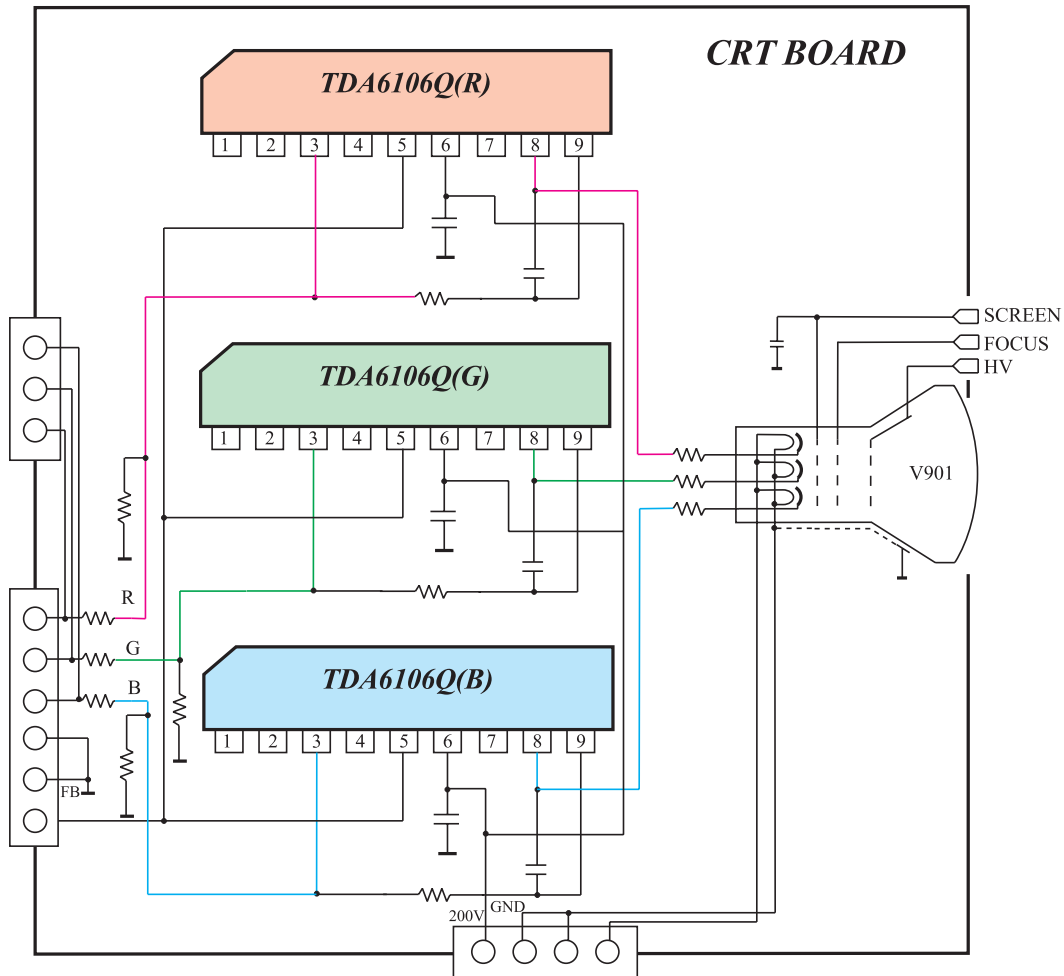 CRT BOARD
TDA6106Q(R)
1 2 3 4 5 6 7 8 9
SCREEN
FOCUS
HV
TDA6106Q(G)
1 2 3 4 5 6 7 8 9
V901
R
G
B
TDA6106Q(B)
1 2 3 4 5 6 7 8 9
FB
200V GND